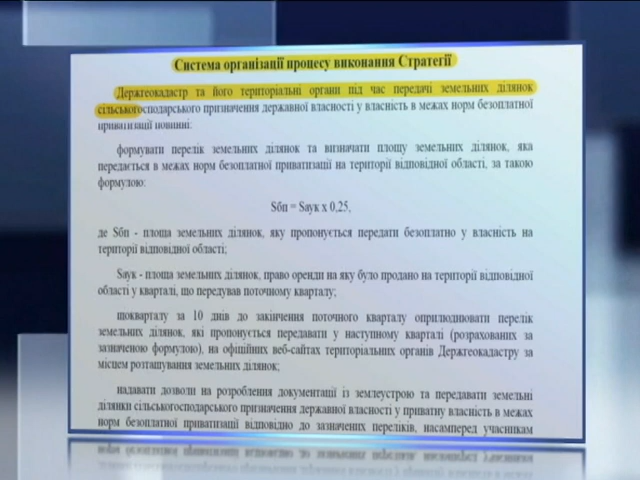 Система організації процесу виконання Стратегії
Держгеокадастр та його територіальні органи під час передачі земельних ділянок
сільськогосподарського призначення державної власності у власність в межах норм безоплатної
приватизації повинні:
формувати перелік земельних ділянок та визначати площу земельних ділянок, яка
передається в межах норм безоплатної приватизації на території відповідної області, за такою
формулою:
Sбп = Sаук х 0,25,
де Sбп - площа земельних ділянок, яку пропонується передати безоплатно у власність на
території відповідної області;
Sаук - площа земельних ділянок, право оренди на яку було продано на території відповідної
області у кварталі, що передував поточному кварталу;
щокварталу за 10 днів до закінчення поточного кварталу оприлюднювати перелік
земельних ділянок, які пропонується передавати у наступному кварталі (розрахованих за
зазначеною формулою), на офіційних веб-сайтах територіальних органів Держгеокадастру за
місцем розташування земельних ділянок;
надавати дозволи на розроблення документації із землеустрою та передавати земельні
ділянки сільськогосподарського призначення державної власності у приватну власність в межах
норм безоплатної приватизації відповідно до зазначених переліків, насамперед учасникам